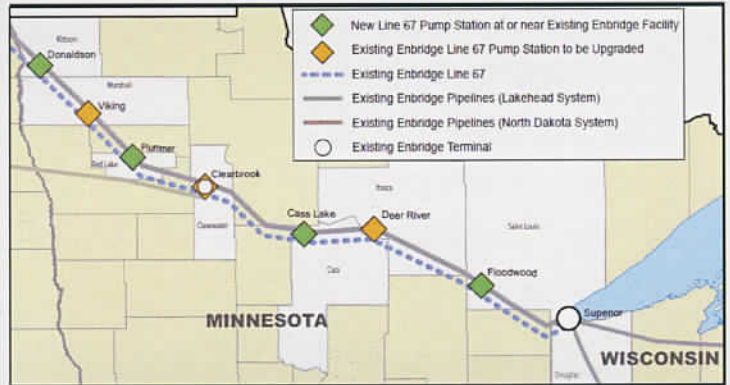 New Line 67 Pump Station at or near Existing Enbridge Facility
Existing Enbridge Line 67 Pump Station to be Upgraded
Existing Enbridge Line 67
Existing Enbridge Pipelines (Lakehead System)
Existing Enbridge Pipelines (North Dakota System)
Existing Enbridge Terminal
Kittson
Donaldson
Marshall
Viking
Plummer
Red Lake
Clearbrook
Clearwater
Itasca
Cass Lake
Deer River
Saint Louis
Cass
Floodwood
Superior
MINNESOTA
WISCONSIN
Douglas